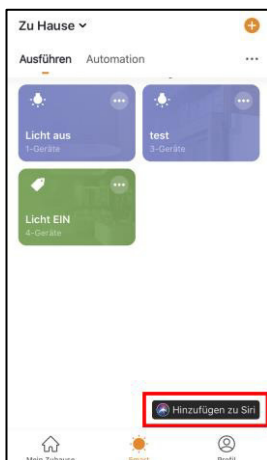 Zu Hause
Ausführen Automation
Licht aus
1-Geräte
test
3-Geräte
Licht EIN
4-Geräte
Hinzufügen zu Siri
Mein Zuhause Smart Profil